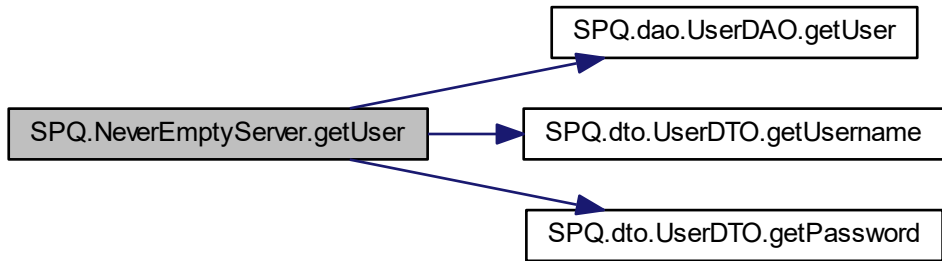 SPQ.dao.UserDAO.getUser
SPQ.NeverEmptyServer.getUser
SPQ.dto.UserDTO.getUsername
SPQ.dto.UserDTO.getPassword